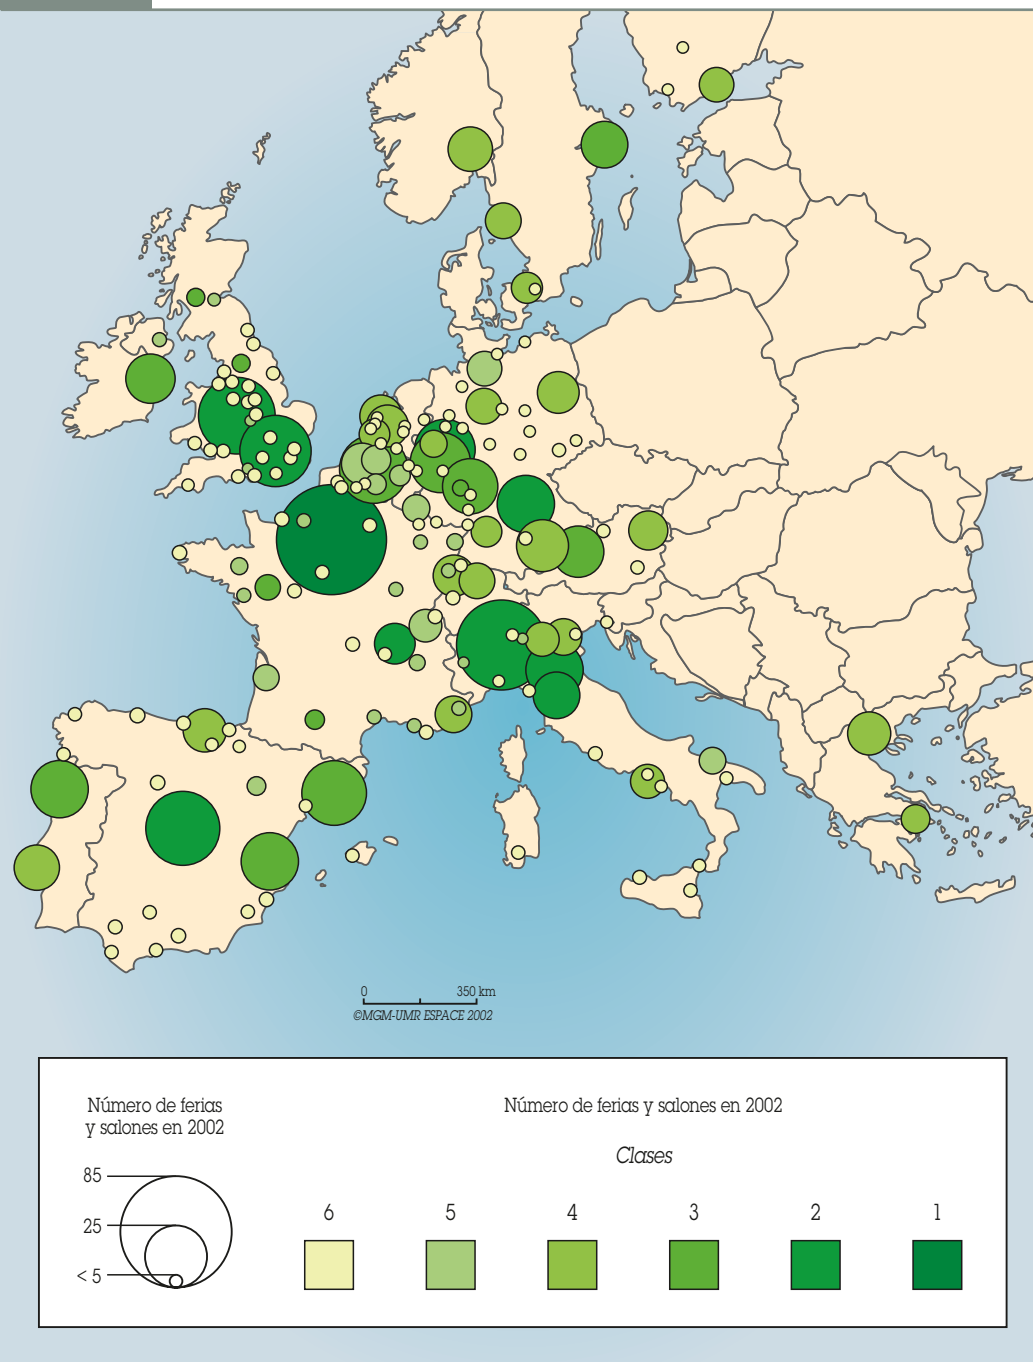 0 350 km
©MGM-UMR ESPACE 2002
Número de ferias
y salones en 2002
85
25
< 5
Número de ferias y salones en 2002
Clases
6 5 4 3 2 1